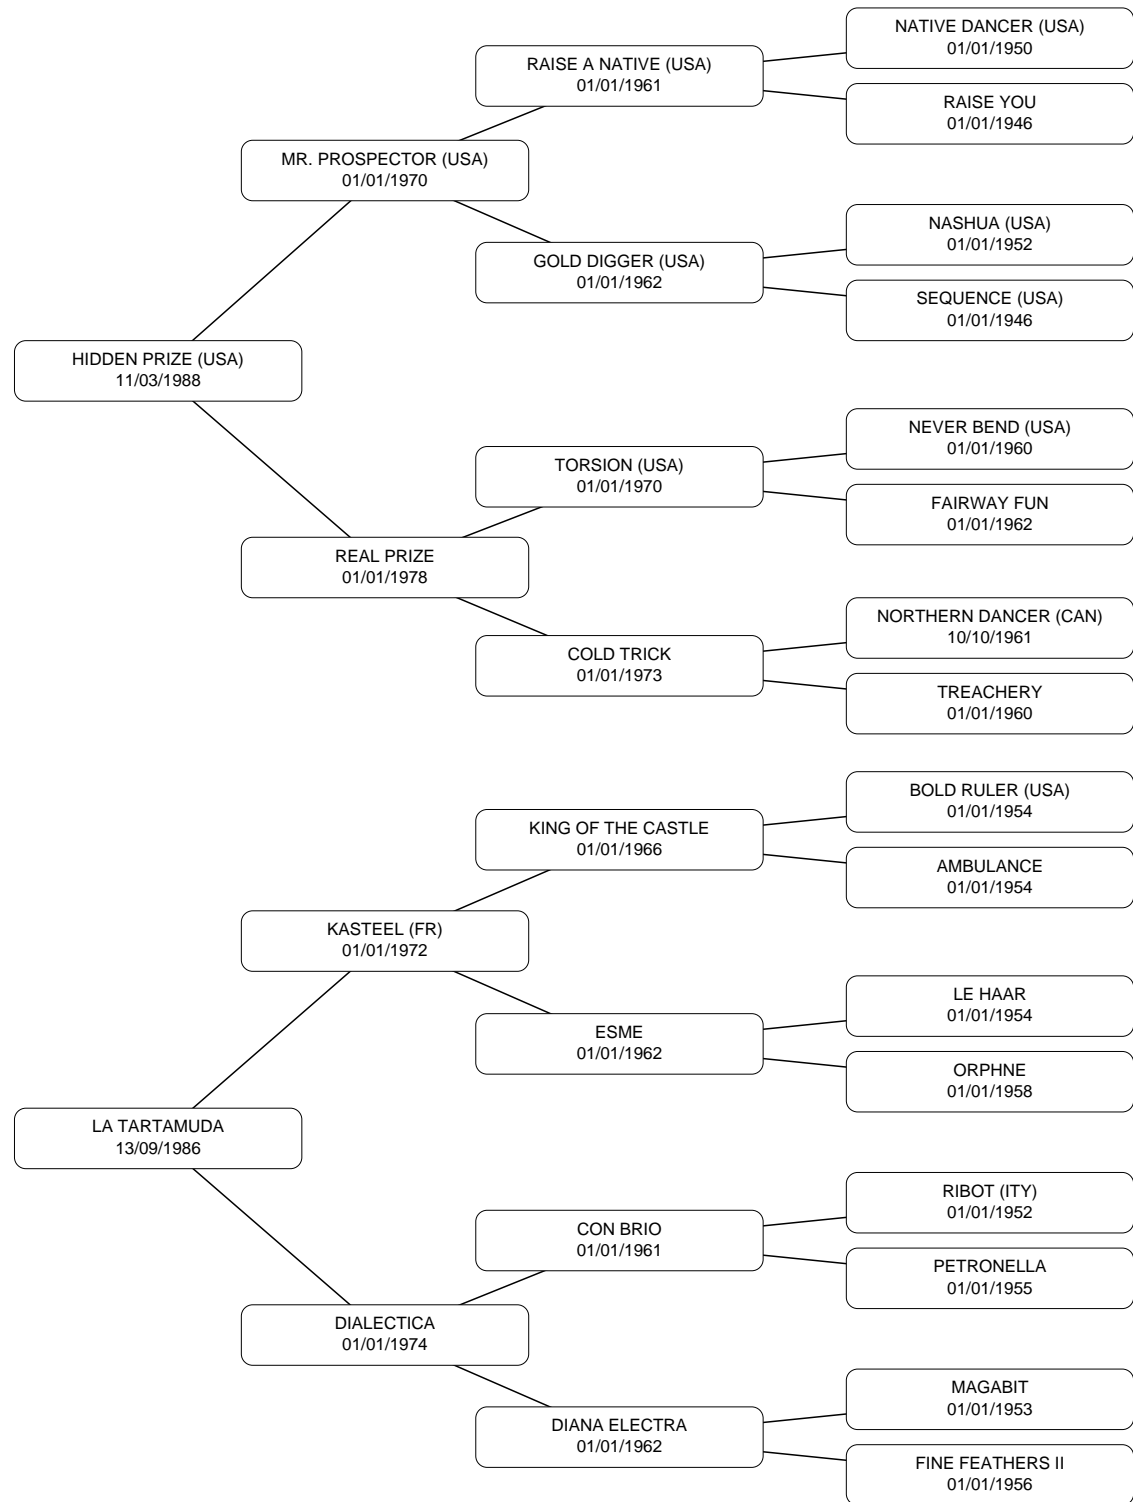 NATIVE DANCER (USA)
01/01/1950
RAISE A NATIVE (USA)
01/01/1961
RAISE YOU
01/01/1946
MR. PROSPECTOR (USA)
01/01/1970
NASHUA (USA)
01/01/1952
GOLD DIGGER (USA)
01/01/1962
SEQUENCE (USA)
01/01/1946
HIDDEN PRIZE (USA)
11/03/1988
NEVER BEND (USA)
01/01/1960
TORSION (USA)
01/01/1970
FAIRWAY FUN
01/01/1962
REAL PRIZE
01/01/1978
NORTHERN DANCER (CAN)
10/10/1961
COLD TRICK
01/01/1973
TREACHERY
01/01/1960
BOLD RULER (USA)
01/01/1954
KING OF THE CASTLE
01/01/1966
AMBULANCE
01/01/1954
KASTEEL (FR)
01/01/1972
LE HAAR
01/01/1954
ESME
01/01/1962
ORPHNE
01/01/1958
LA TARTAMUDA
13/09/1986
RIBOT (ITY)
01/01/1952
CON BRIO
01/01/1961
PETRONELLA
01/01/1955
DIALECTICA
01/01/1974
MAGABIT
01/01/1953
DIANA ELECTRA
01/01/1962
FINE FEATHERS II
01/01/1956